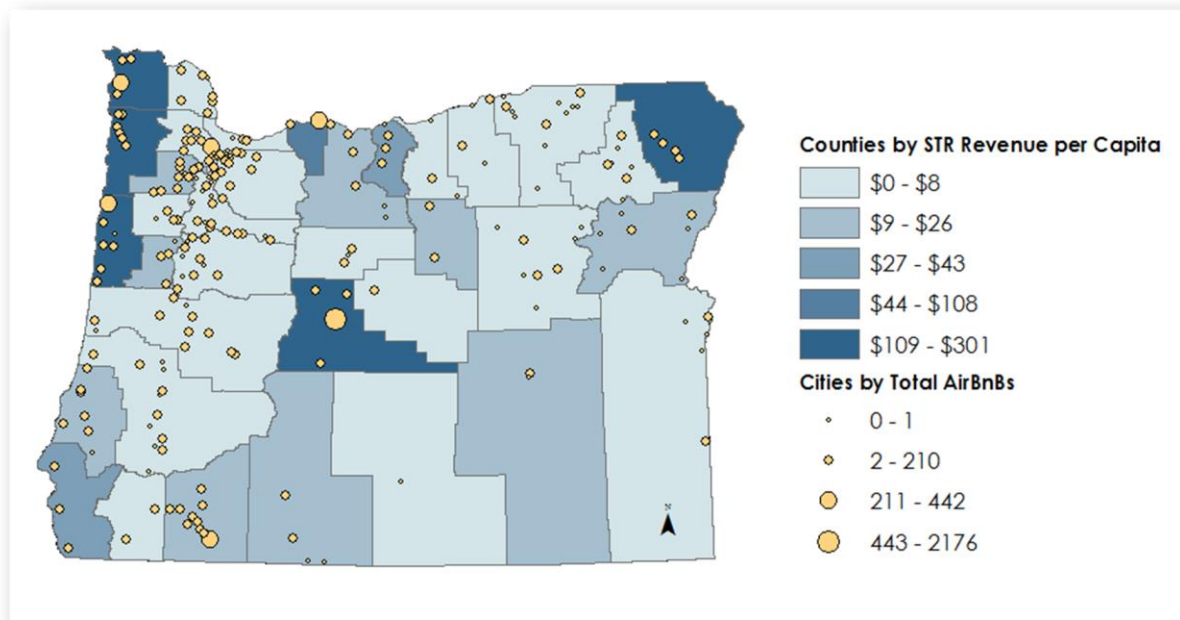 Counties by STR Revenue per Capita
$0 - $8
$9 - $26
$27 - $43
$44 - $108
$109 - $301
Cities by Total AirBnBs
0 - 1
2 - 210
211 - 442
443 - 2176
N